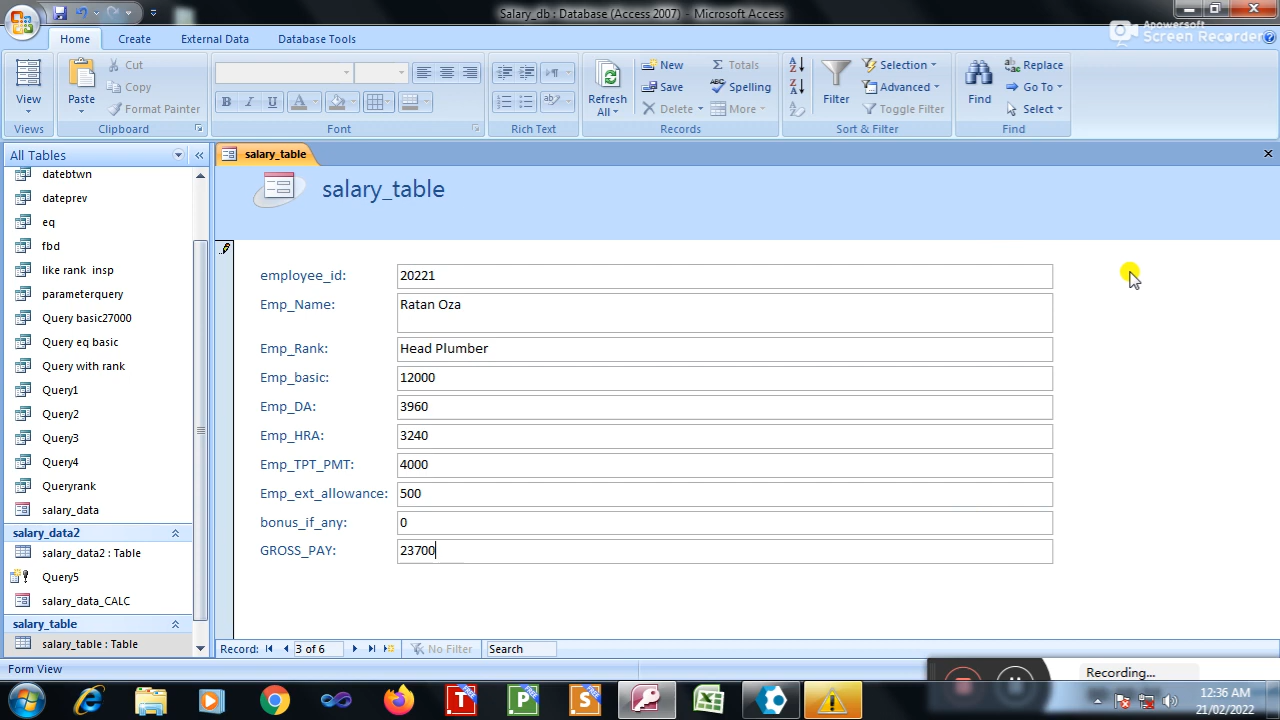 Salary_db : Database (Access 2007) - Microsoft Access
Apowersoft
Screen Recorder
Home
Create
External Data
Database Tools
View
Views
Paste
Cut
Copy
Format Painter
Clipboard
B I U A
Font
Rich Text
Refresh
All
New
Save
Delete
Totals
Spelling
More
Records
Filter
Selection
Advanced
Toggle Filter
Sort & Filter
Find
Replace
Go To
Select
Find
All Tables
datebtwn
dateprev
eq
fbd
like rank insp
parameterquery
Query basic27000
Query eq basic
Query with rank
Query1
Query2
Query3
Query4
Queryrank
salary_data
salary_data2
salary_data2 : Table
Query5
salary_data_CALC
salary_table
salary_table : Table
salary_table
salary_table
employee_id: 20221
Emp_Name: Ratan Oza
Emp_Rank: Head Plumber
Emp_basic: 12000
Emp_DA: 3960
Emp_HRA: 3240
Emp_TPT_PMT: 4000
Emp_ext_allowance: 500
bonus_if_any: 0
GROSS_PAY: 23700
Record: 3 of 6 No Filter Search
Form View
Recording...
T P S
12:36 AM
21/02/2022